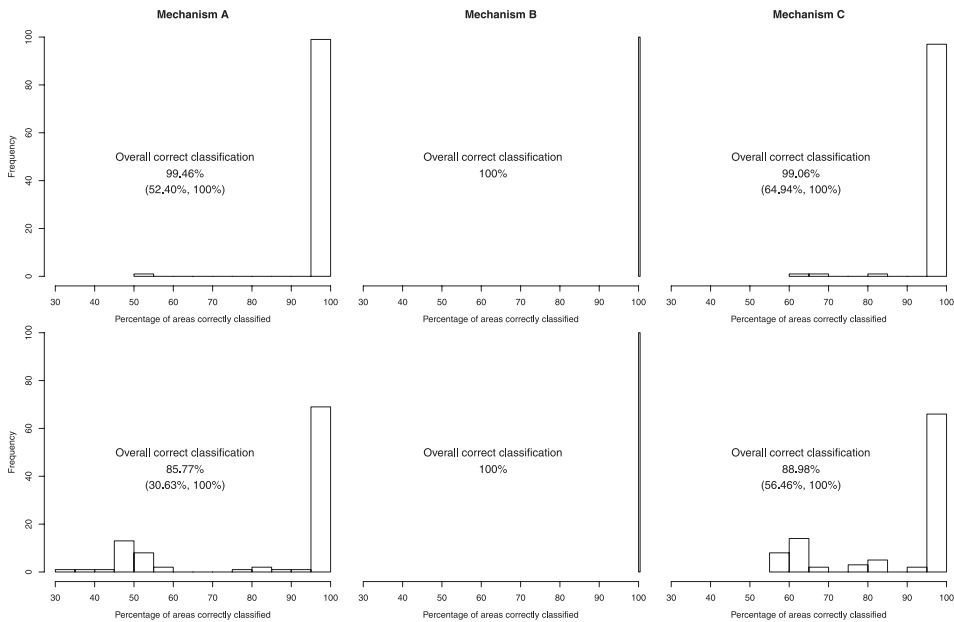 Mechanism A
Mechanism B
Mechanism C
Frequency
100
80
60
40
20
0
Overall correct classification
99.46%
(52.40%, 100%)
Overall correct classification
100%
Overall correct classification
99.06%
(64.94%, 100%)
30 40 50 60 70 80 90 100
30 40 50 60 70 80 90 100
30 40 50 60 70 80 90 100
Percentage of areas correctly classified
Percentage of areas correctly classified
Percentage of areas correctly classified
Frequency
100
80
60
40
20
0
Overall correct classification
85.77%
(30.63%, 100%)
Overall correct classification
100%
Overall correct classification
88.98%
(56.46%, 100%)
30 40 50 60 70 80 90 100
30 40 50 60 70 80 90 100
30 40 50 60 70 80 90 100
Percentage of areas correctly classified
Percentage of areas correctly classified
Percentage of areas correctly classified